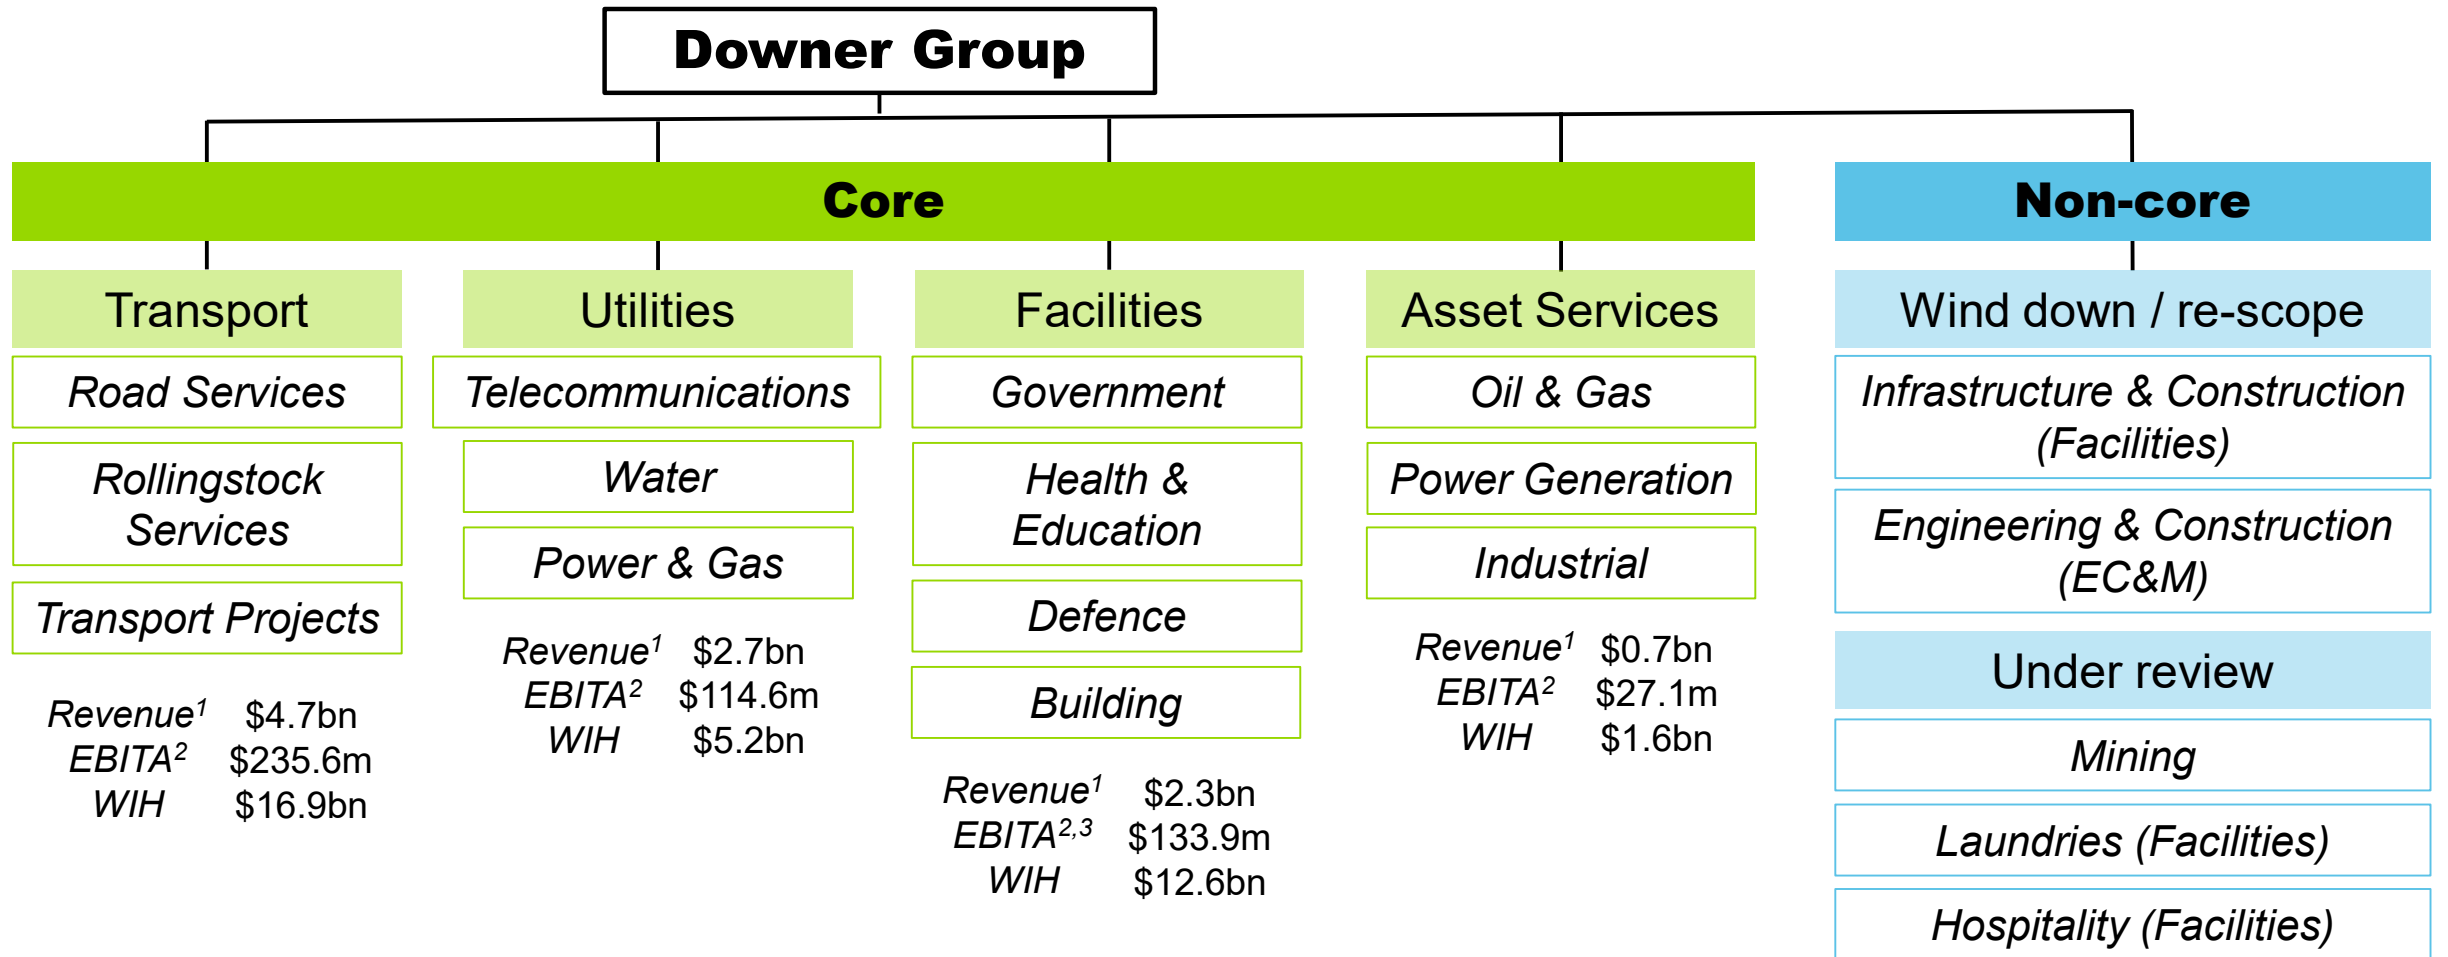 Downer Group
Core
Non-core
Transport
Road Services
Rollingstock
Services
Transport Projects
Revenue1 $4.7bn
EBITA2 $235.6m
WIH $16.9bn
Utilities
Telecommunications
Water
Power & Gas
Revenue1 $2.7bn
EBITA2 $114.6m
WIH $5.2bn
Facilities
Government
Health &
Education
Defence
Building
Revenue1 $2.3bn
EBITA2,3 $133.9m
WIH $12.6bn
Asset Services
Oil & Gas
Power Generation
Industrial
Revenue1 $0.7bn
EBITA2 $27.1m
WIH $1.6bn
Wind down / re-scope
Infrastructure & Construction
(Facilities)
Engineering & Construction
(EC&M)
Under review
Mining
Laundries (Facilities)
Hospitality (Facilities)